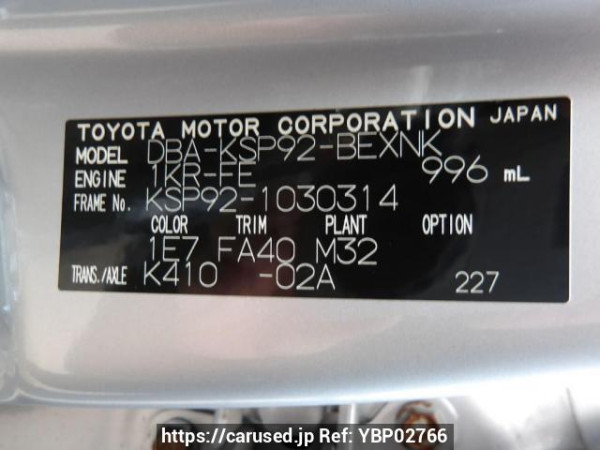 TOYOTA MOTOR CORPORATION JAPAN
MODEL DBA-KSP92-BEXNK
ENGINE 1KR-FE 996 mL
FRAME No. KSP92-1030314
COLOR TRIM PLANT OPTION
1E7 FA40 M32
TRANS./AXLE K410 -02A 227
https://carused.jp Ref: YBP02766